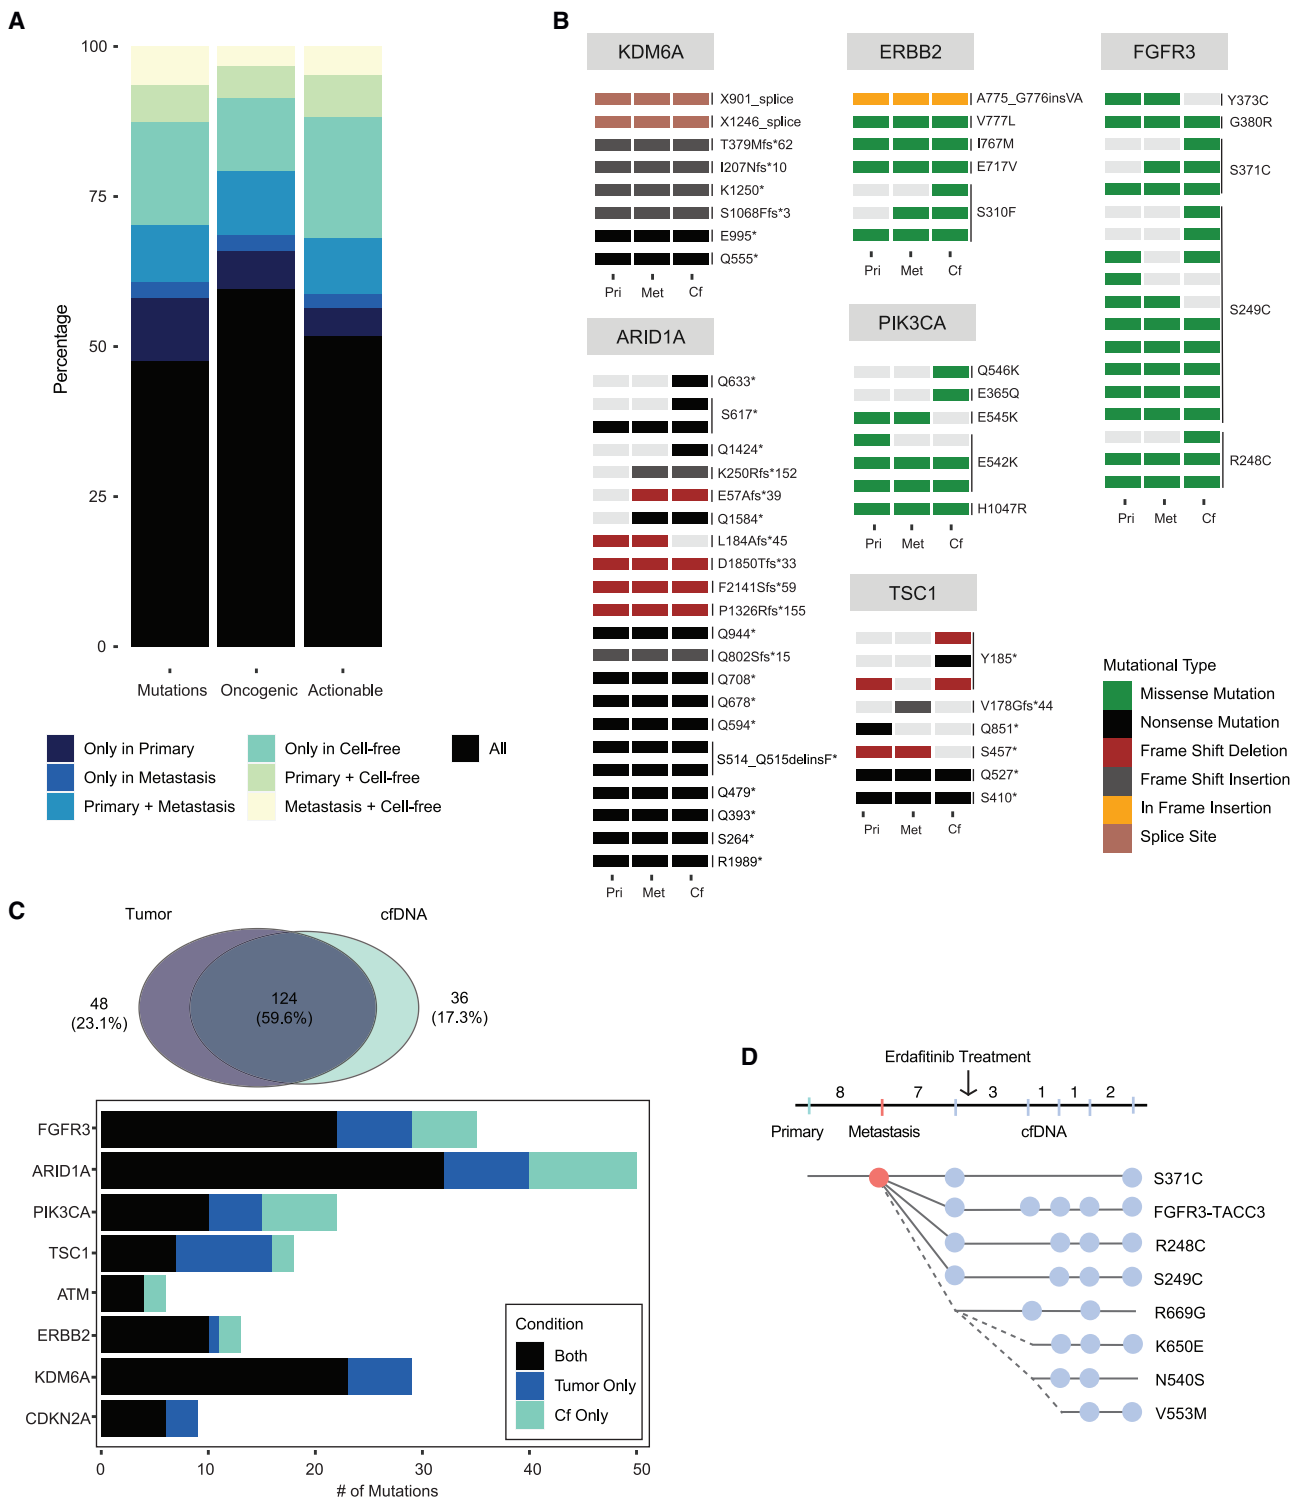 A
100
75
50
25
0
Percentage
Mutations
Oncogenic
Actionable
Only in Primary
Only in Metastasis
Primary + Metastasis
Only in Cell-free
Primary + Cell-free
Metastasis + Cell-free
All
B
KDM6A
X901_splice
X1246_splice
T379Mfs*62
I207Nfs*10
K1250*
S1068Ffs*3
E995*
Q555*
Pri
Met
Cf
ARID1A
Q633*
S617*
Q1424*
K250Rfs*152
E57Afs*39
Q1584*
L184Afs*45
D1850Tfs*33
F2141Sfs*59
P1326Rfs*155
Q944*
Q802Sfs*15
Q708*
Q678*
Q594*
S514_Q515delinsF*
Q479*
Q393*
S264*
R1989*
Pri
Met
Cf
ERBB2
A775_G776insVA
V777L
I767M
E717V
S310F
Pri
Met
Cf
PIK3CA
Q546K
E365Q
E545K
E542K
H1047R
Pri
Met
Cf
TSC1
Y185*
V178Gfs*44
Q851*
S457*
Q527*
S410*
Pri
Met
Cf
FGFR3
Y373C
G380R
S371C
S249C
R248C
Pri
Met
Cf
Mutational Type
Missense Mutation
Nonsense Mutation
Frame Shift Deletion
Frame Shift Insertion
In Frame Insertion
Splice Site
C
Tumor
cfDNA
48
(23.1%)
124
(59.6%)
36
(17.3%)
FGFR3
ARID1A
PIK3CA
TSC1
ATM
ERBB2
KDM6A
CDKN2A
Condition
Both
Tumor Only
Cf Only
0
10
20
30
40
50
# of Mutations
D
Erdafitinib Treatment
8
7
3
1
1
2
Primary
Metastasis
cfDNA
S371C
FGFR3-TACC3
R248C
S249C
R669G
K650E
N540S
V553M